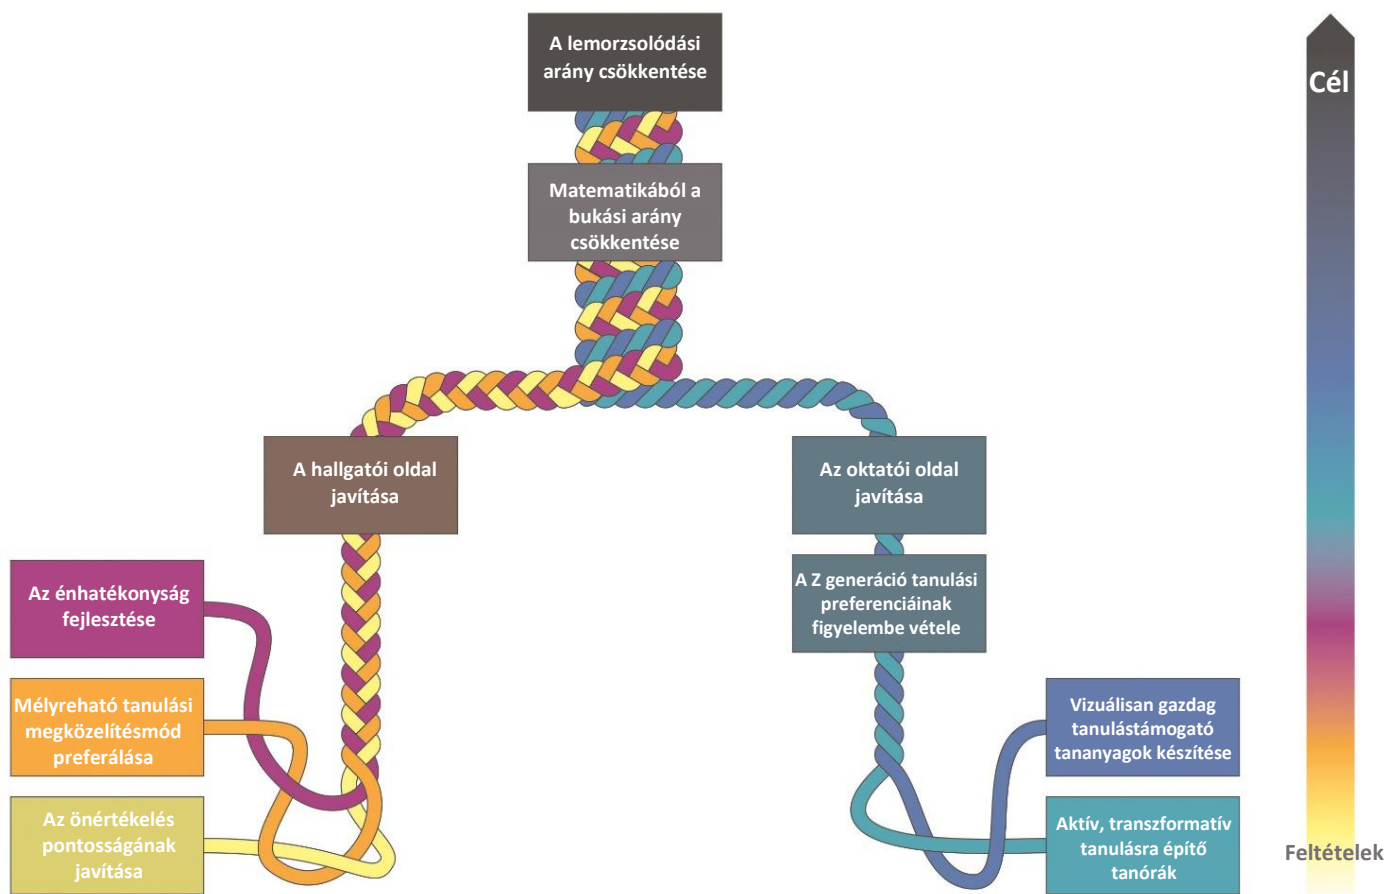 A lemorzsolódási
arány csökkentése
Cél
Matematikából a
bukási arány
csökkentése
A hallgatói oldal
javítása
Az oktatói oldal
javítása
A Z generáció tanulási
preferenciáinak
figyelembe vétele
Az énhatékonyság
fejlesztése
Mélyreható tanulási
megközelítésmód
preferálása
Az önértékelés
pontosságának
javítása
Vizuálisan gazdag
tanulástámogató
tananyagok készítése
Aktív, transzformatív
tanulásra építő
tanórák
Feltételek